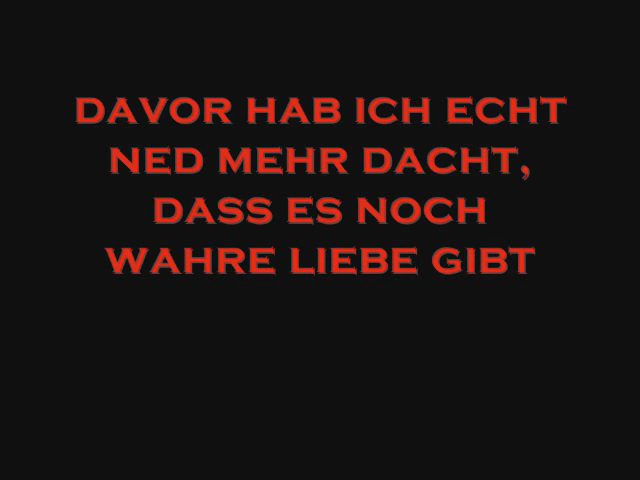 DAVOR HAB ICH ECHT
NED MEHR DACHT,
DASS ES NOCH
WAHRE LIEBE GIBT